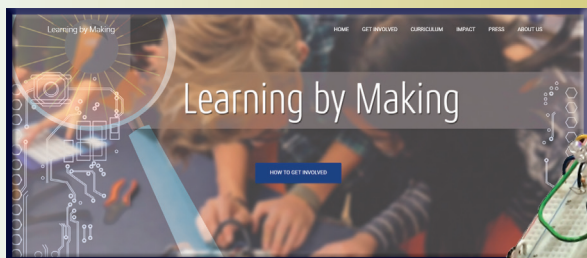 Learning by Making
HOME GET INVOLVED CURRICULUM IMPACT PRESS ABOUT US
Learning by Making
HOW TO GET INVOLVED